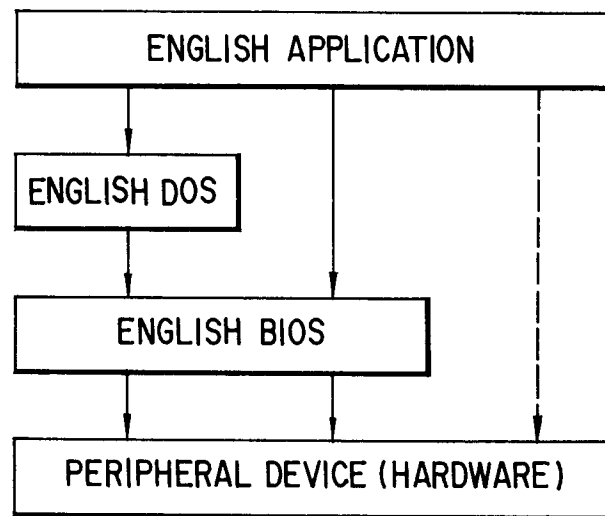 ENGLISH APPLICATION
ENGLISH DOS
ENGLISH BIOS
PERIPHERAL DEVICE (HARDWARE)